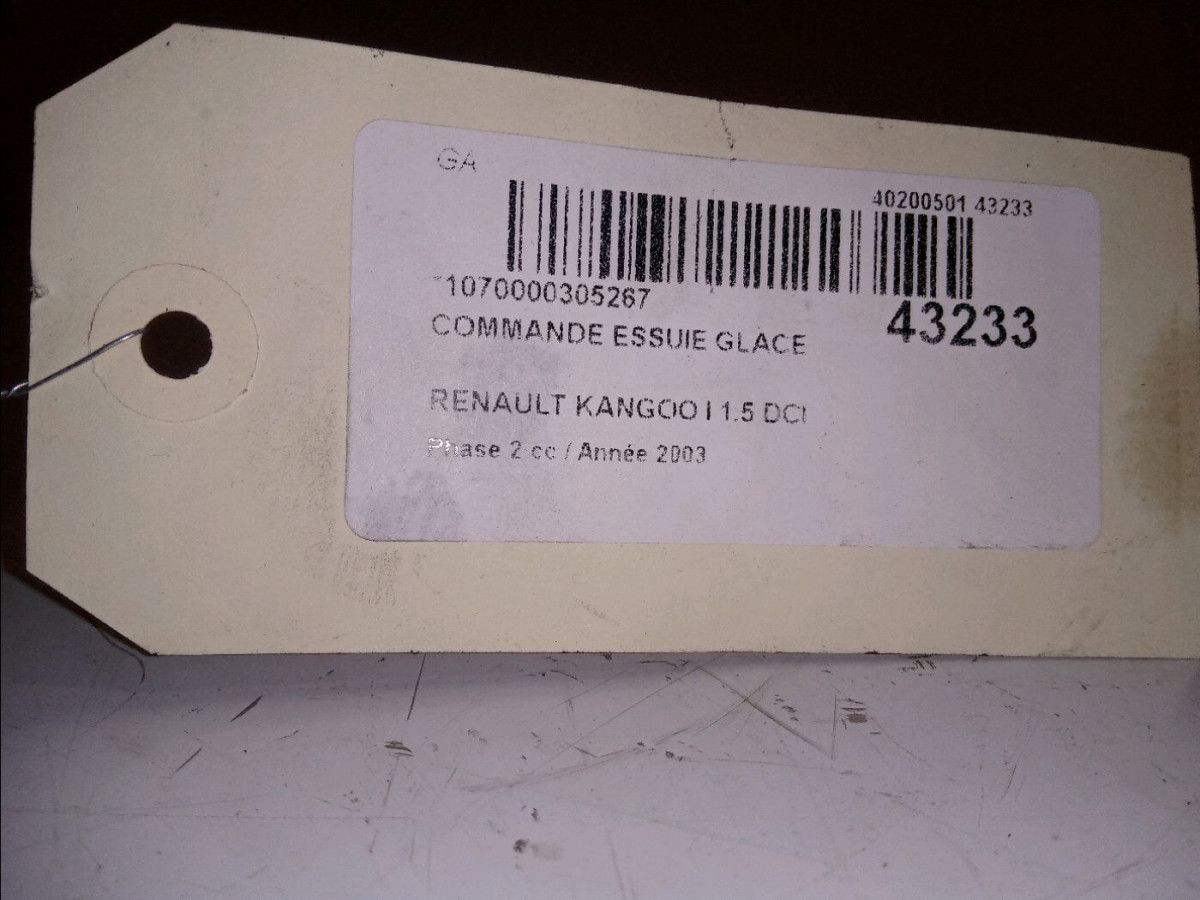 GA
40200501 43233
1070000305267
43233
COMMANDE ESSUIE GLACE
RENAULT KANGOO I 1.5 DCI
Phase 2 cc / Année 2003